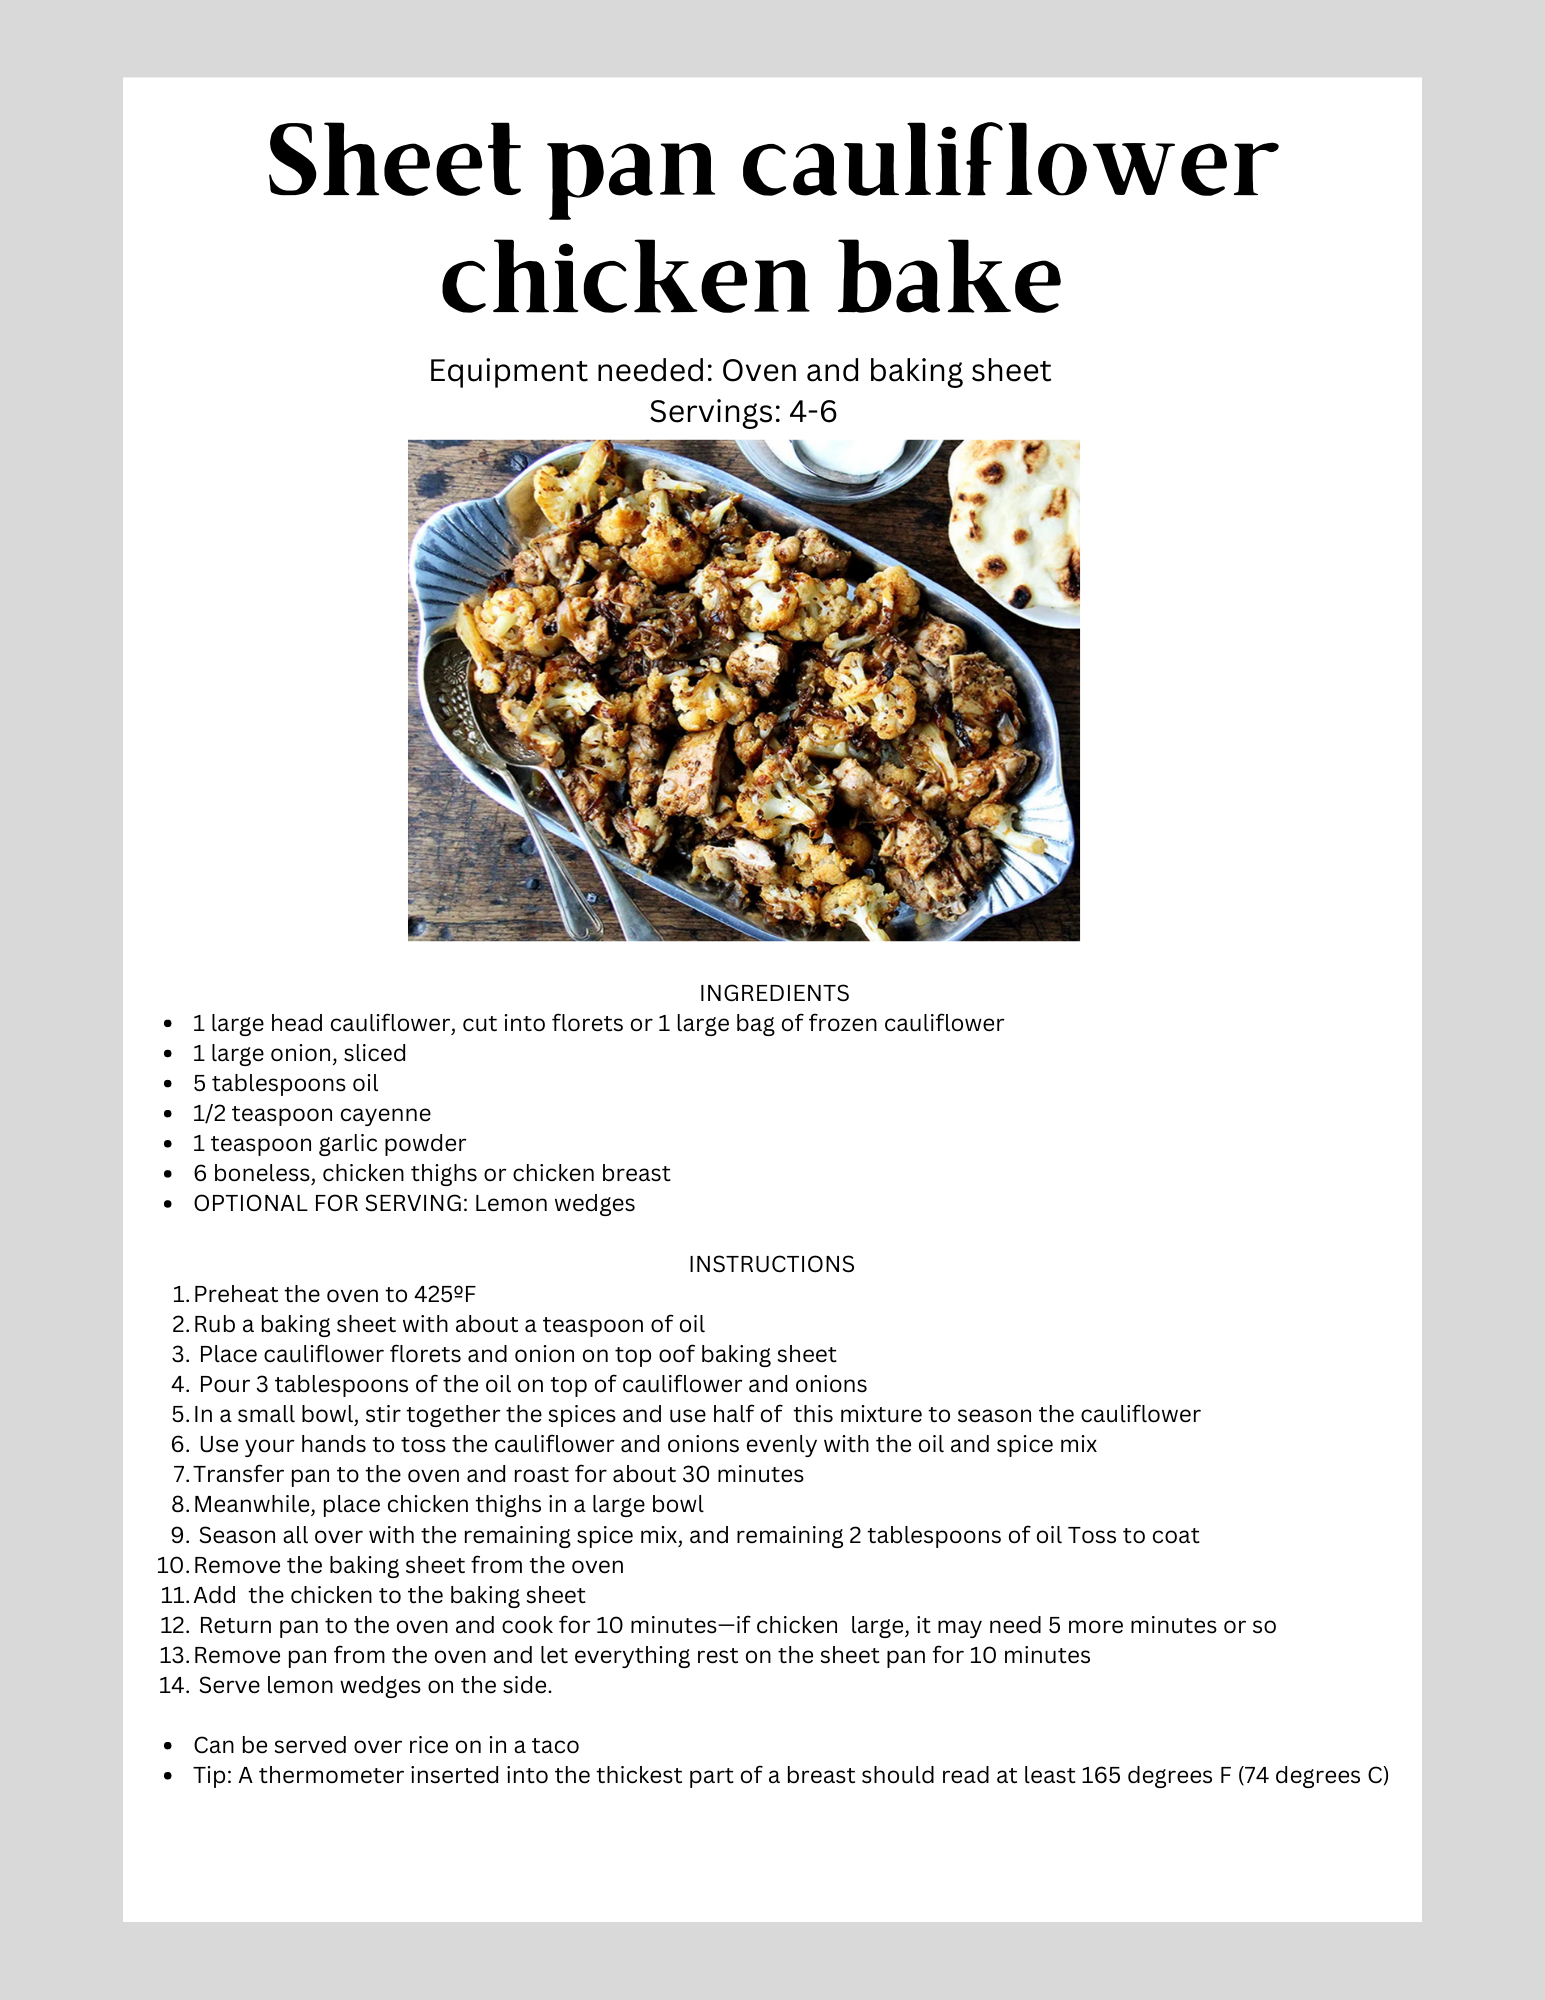 Sheet pan cauliflower
chicken bake
Equipment needed: Oven and baking sheet
Servings: 4-6
INGREDIENTS
• 1 large head cauliflower, cut into florets or 1 large bag of frozen cauliflower
• 1 large onion, sliced
• 5 tablespoons oil
• 1/2 teaspoon cayenne
• 1 teaspoon garlic powder
• 6 boneless, chicken thighs or chicken breast
• OPTIONAL FOR SERVING: Lemon wedges
INSTRUCTIONS
1. Preheat the oven to 425ºF
2. Rub a baking sheet with about a teaspoon of oil
3. Place cauliflower florets and onion on top oof baking sheet
4. Pour 3 tablespoons of the oil on top of cauliflower and onions
5. In a small bowl, stir together the spices and use half of this mixture to season the cauliflower
6. Use your hands to toss the cauliflower and onions evenly with the oil and spice mix
7. Transfer pan to the oven and roast for about 30 minutes
8. Meanwhile, place chicken thighs in a large bowl
9. Season all over with the remaining spice mix, and remaining 2 tablespoons of oil Toss to coat
10. Remove the baking sheet from the oven
11. Add the chicken to the baking sheet
12. Return pan to the oven and cook for 10 minutes—if chicken large, it may need 5 more minutes or so
13. Remove pan from the oven and let everything rest on the sheet pan for 10 minutes
14. Serve lemon wedges on the side.
• Can be served over rice on in a taco
• Tip: A thermometer inserted into the thickest part of a breast should read at least 165 degrees F (74 degrees C)